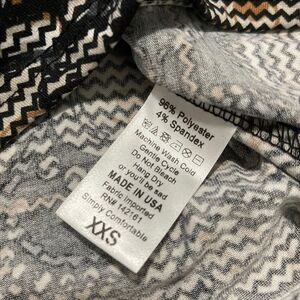 96% Polyester
4% Spandex
Machine Wash Cold
Gentle Cycle
Do Not Bleach
Hang Dry
or you'll be sad
MADE IN USA
Fabric Imported
RN# 142161
Simply Comfortable
XXS